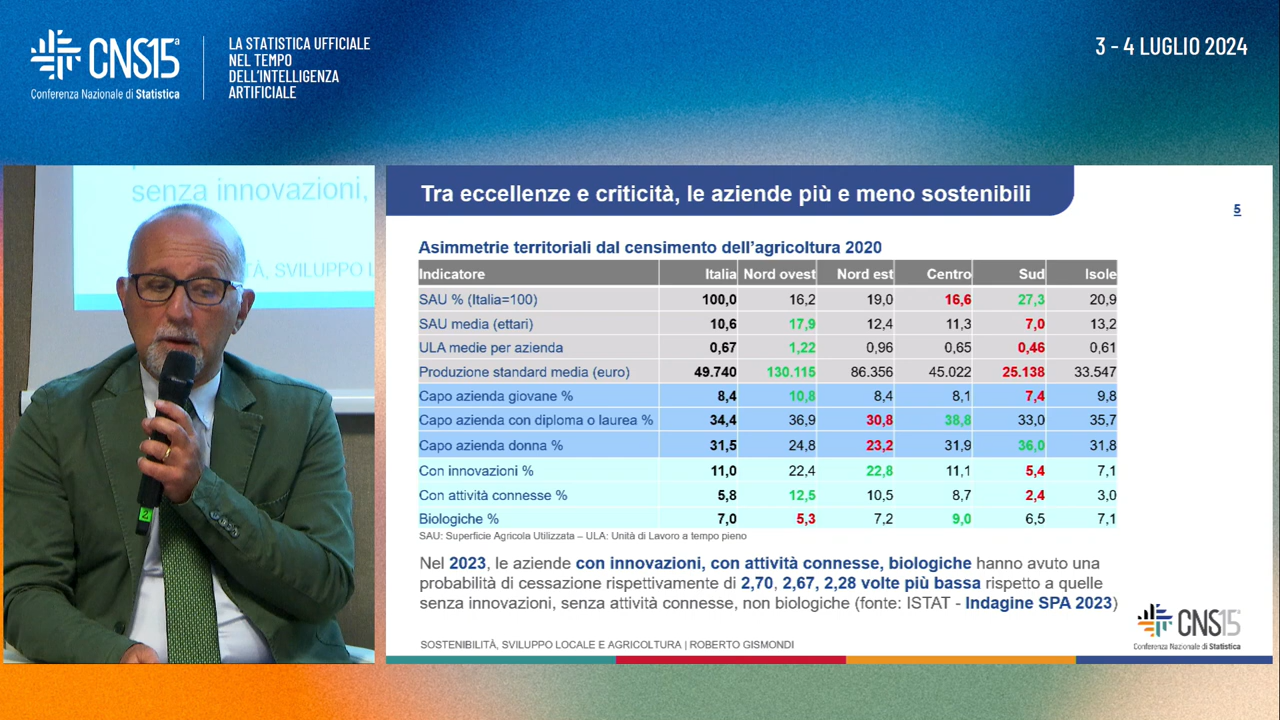 CNS15ª
Conferenza Nazionale di Statistica
LA STATISTICA UFFICIALE
NEL TEMPO
DELL'INTELLIGENZA
ARTIFICIALE
3 - 4 LUGLIO 2024
senza innovazioni,
TÀ, SVILUPPO L
2
Tra eccellenze e criticità, le aziende più e meno sostenibili
5
Asimmetrie territoriali dal censimento dell'agricoltura 2020
Indicatore Italia Nord ovest Nord est Centro Sud Isole
SAU % (Italia=100) 100,0 16,2 19,0 16,6 27,3 20,9
SAU media (ettari) 10,6 17,9 12,4 11,3 7,0 13,2
ULA medie per azienda 0,67 1,22 0,96 0,65 0,46 0,61
Produzione standard media (euro) 49.740 130.115 86.356 45.022 25.138 33.547
Capo azienda giovane % 8,4 10,8 8,4 8,1 7,4 9,8
Capo azienda con diploma o laurea % 34,4 36,9 30,8 38,8 33,0 35,7
Capo azienda donna % 31,5 24,8 23,2 31,9 36,0 31,8
Con innovazioni % 11,0 22,4 22,8 11,1 5,4 7,1
Con attività connesse % 5,8 12,5 10,5 8,7 2,4 3,0
Biologiche % 7,0 5,3 7,2 9,0 6,5 7,1
SAU: Superficie Agricola Utilizzata – ULA: Unità di Lavoro a tempo pieno
Nel 2023, le aziende con innovazioni, con attività connesse, biologiche hanno avuto una
probabilità di cessazione rispettivamente di 2,70, 2,67, 2,28 volte più bassa rispetto a quelle
senza innovazioni, senza attività connesse, non biologiche (fonte: ISTAT - Indagine SPA 2023)
SOSTENIBILITÀ, SVILUPPO LOCALE E AGRICOLTURA | ROBERTO GISMONDI
CNS15ª
Conferenza Nazionale di Statistica